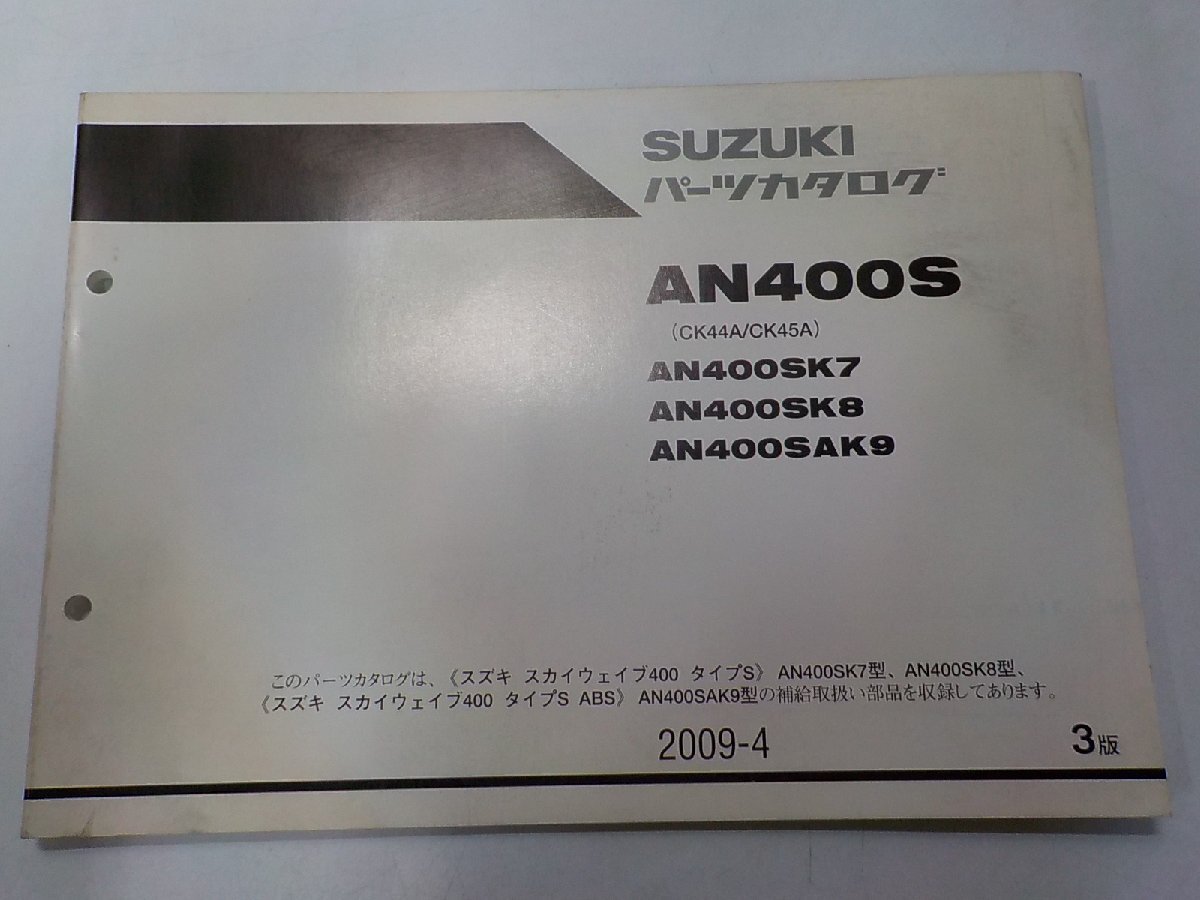 SUZUKI
パーツカタログ
AN400S
(CK44A/CK45A)
AN400SK7
AN400SK8
AN400SAK9
このパーツカタログは、《スズキ スカイウェイブ400 タイプS》 AN400SK7型、AN400SK8型、
《スズキ スカイウェイブ400 タイプS ABS》 AN400SAK9型の補給取扱い部品を収録してあります。
2009-4
3版